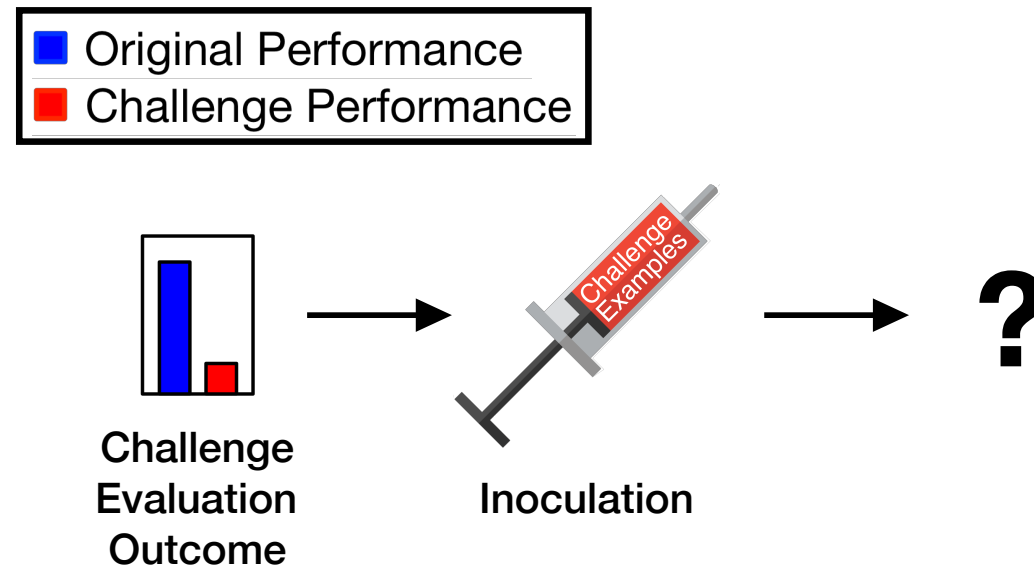 Original Performance
Challenge Performance
Challenge
Examples
?
Challenge
Evaluation
Outcome
Inoculation